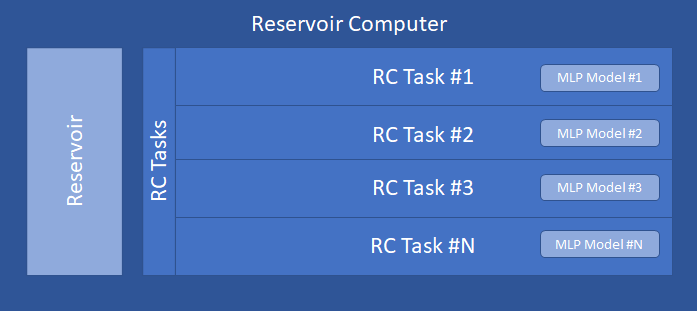 Reservoir Computer
Reservoir
RC Tasks
RC Task #1
MLP Model #1
RC Task #2
MLP Model #2
RC Task #3
MLP Model #3
RC Task #N
MLP Model #N